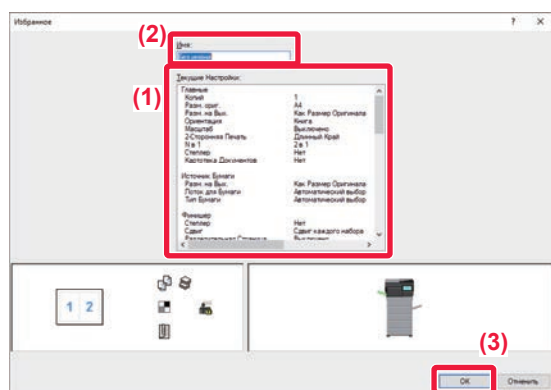 Избранное ? ×
(2)
Имя:
(1)
Текущие Настройки:
Главные
Копий 1
Разм. ориг. A4
Разм. на Вых. Как Размер Оригинала
Ориентация Книга
Масштаб Выключено
2-Сторонняя Печать Длинный Край
N в 1 2 в 1
Степлер Нет
Картотека Документов Нет
Источник Бумаги
Разм. на Вых. Как Размер Оригинала
Лоток для Бумаги Автоматический выбор
Тип Бумаги Автоматический выбор
Финишер
Степлер Нет
Сдвиг Сдвиг каждого набора
Разделительная Страница Выключено
1 2
(3)
OK Отменить